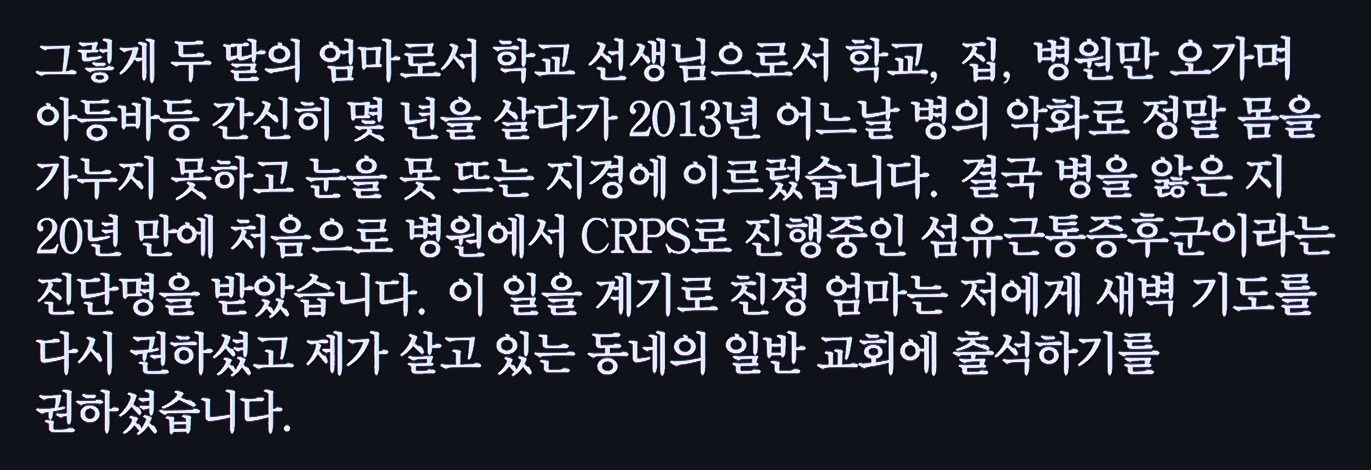 그렇게 두 딸의 엄마로서 학교 선생님으로서 학교, 집, 병원만 오가며
아등바등 간신히 몇 년을 살다가 2013년 어느날 병의 악화로 정말 몸을
가누지 못하고 눈을 못 뜨는 지경에 이르렀습니다. 결국 병을 앓은 지
20년 만에 처음으로 병원에서 CRPS로 진행중인 섬유근통증후군이라는
진단명을 받았습니다. 이 일을 계기로 친정 엄마는 저에게 새벽 기도를
다시 권하셨고 제가 살고 있는 동네의 일반 교회에 출석하기를
권하셨습니다.